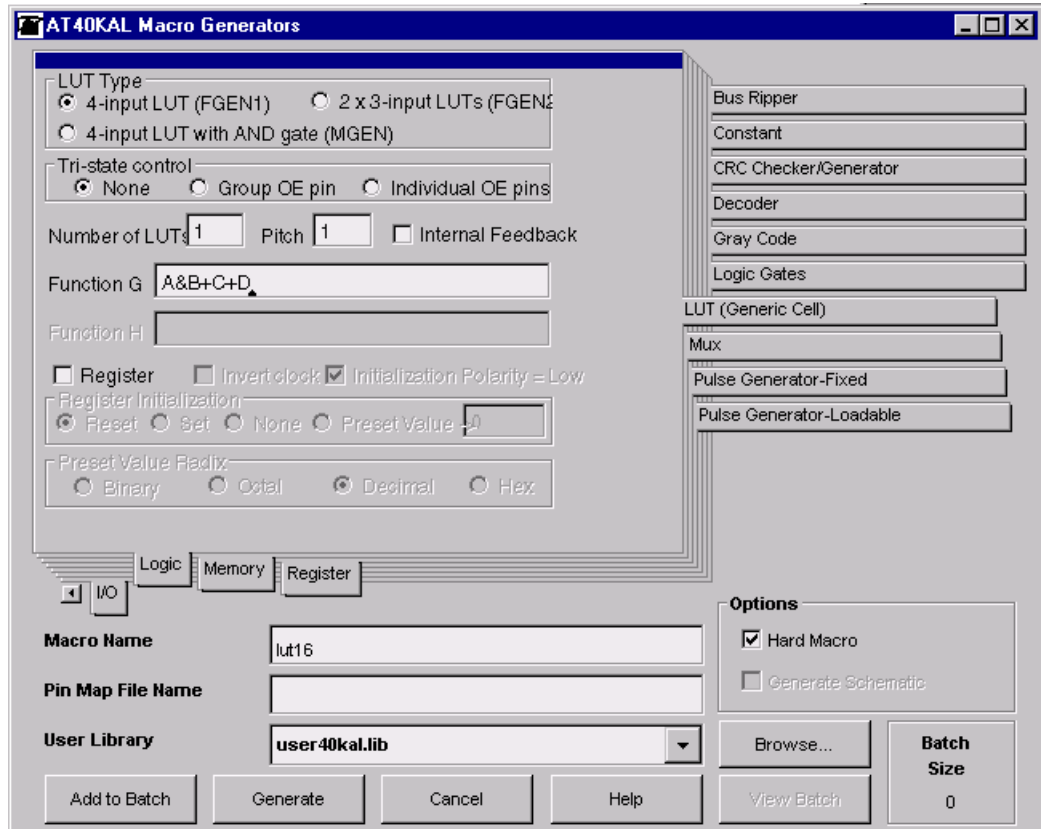 AT40KAL Macro Generators
LUT Type
4-input LUT (FGEN1) 2 x 3-input LUTs (FGEN2
4-input LUT with AND gate (MGEN)
Tri-state control
None Group OE pin Individual OE pins
Number of LUTs 1 Pitch 1 Internal Feedback
Function G A&B+C+D
Function H
Register Invert clock Initialization Polarity = Low
Register Initialization
Reset Set None Preset Value 0
Preset Value Radix
Binary Octal Decimal Hex
Bus Ripper
Constant
CRC Checker/Generator
Decoder
Gray Code
Logic Gates
LUT (Generic Cell)
Mux
Pulse Generator-Fixed
Pulse Generator-Loadable
I/O Logic Memory Register
Macro Name lut16
Pin Map File Name
User Library user40kal.lib
Options
Hard Macro
Generate Schematic
Browse...
Batch
Size
0
Add to Batch Generate Cancel Help View Batch